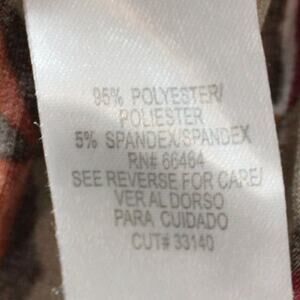 95% POLYESTER/
POLIESTER
5% SPANDEX/SPANDEX
RN# 66464
SEE REVERSE FOR CARE/
VER AL DORSO
PARA CUIDADO
CUT# 33140